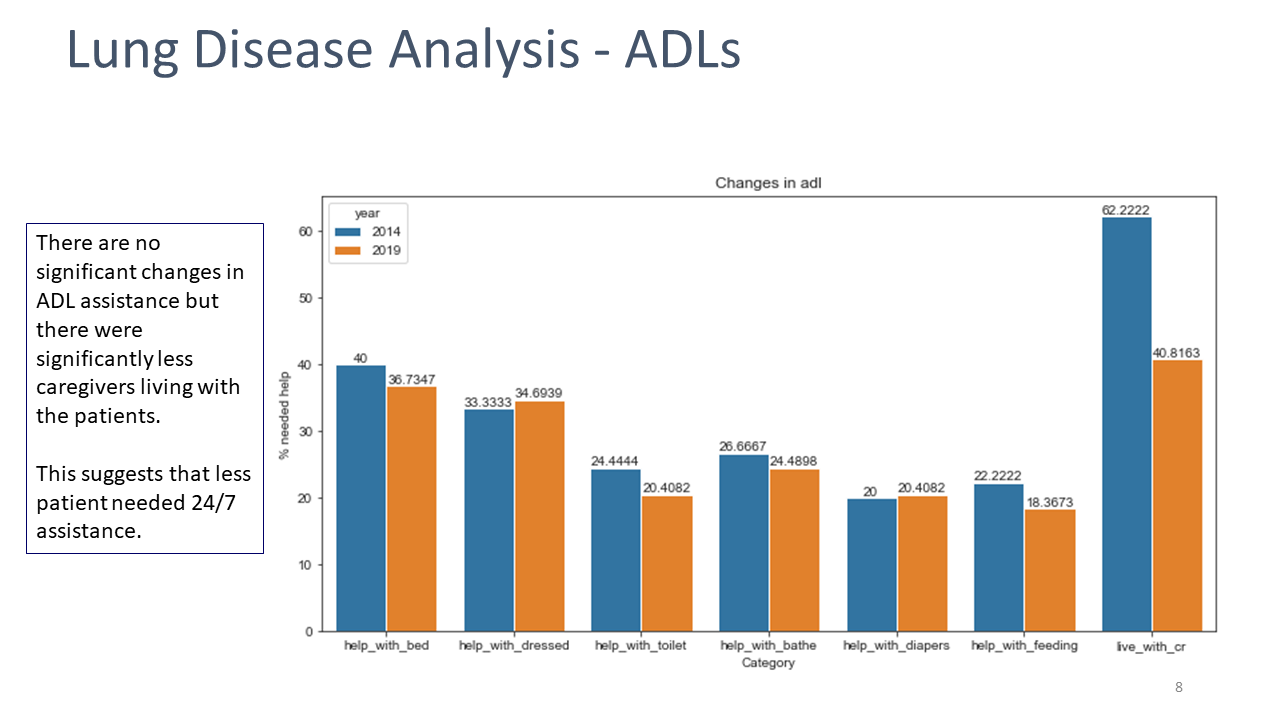 Lung Disease Analysis - ADLs
There are no
significant changes in
ADL assistance but
there were
significantly less
caregivers living with
the patients.
This suggests that less
patient needed 24/7
assistance.
Changes in adl
year
2014
2019
% needed help
60
50
40
30
20
10
0
40
36.7347
33.3333
34.6939
24.4444
20.4082
26.6667
24.4898
20
20.4082
22.2222
18.3673
62.2222
40.8163
help_with_bed
help_with_dressed
help_with_toilet
help_with_bathe
help_with_diapers
help_with_feeding
live_with_cr
Category
8